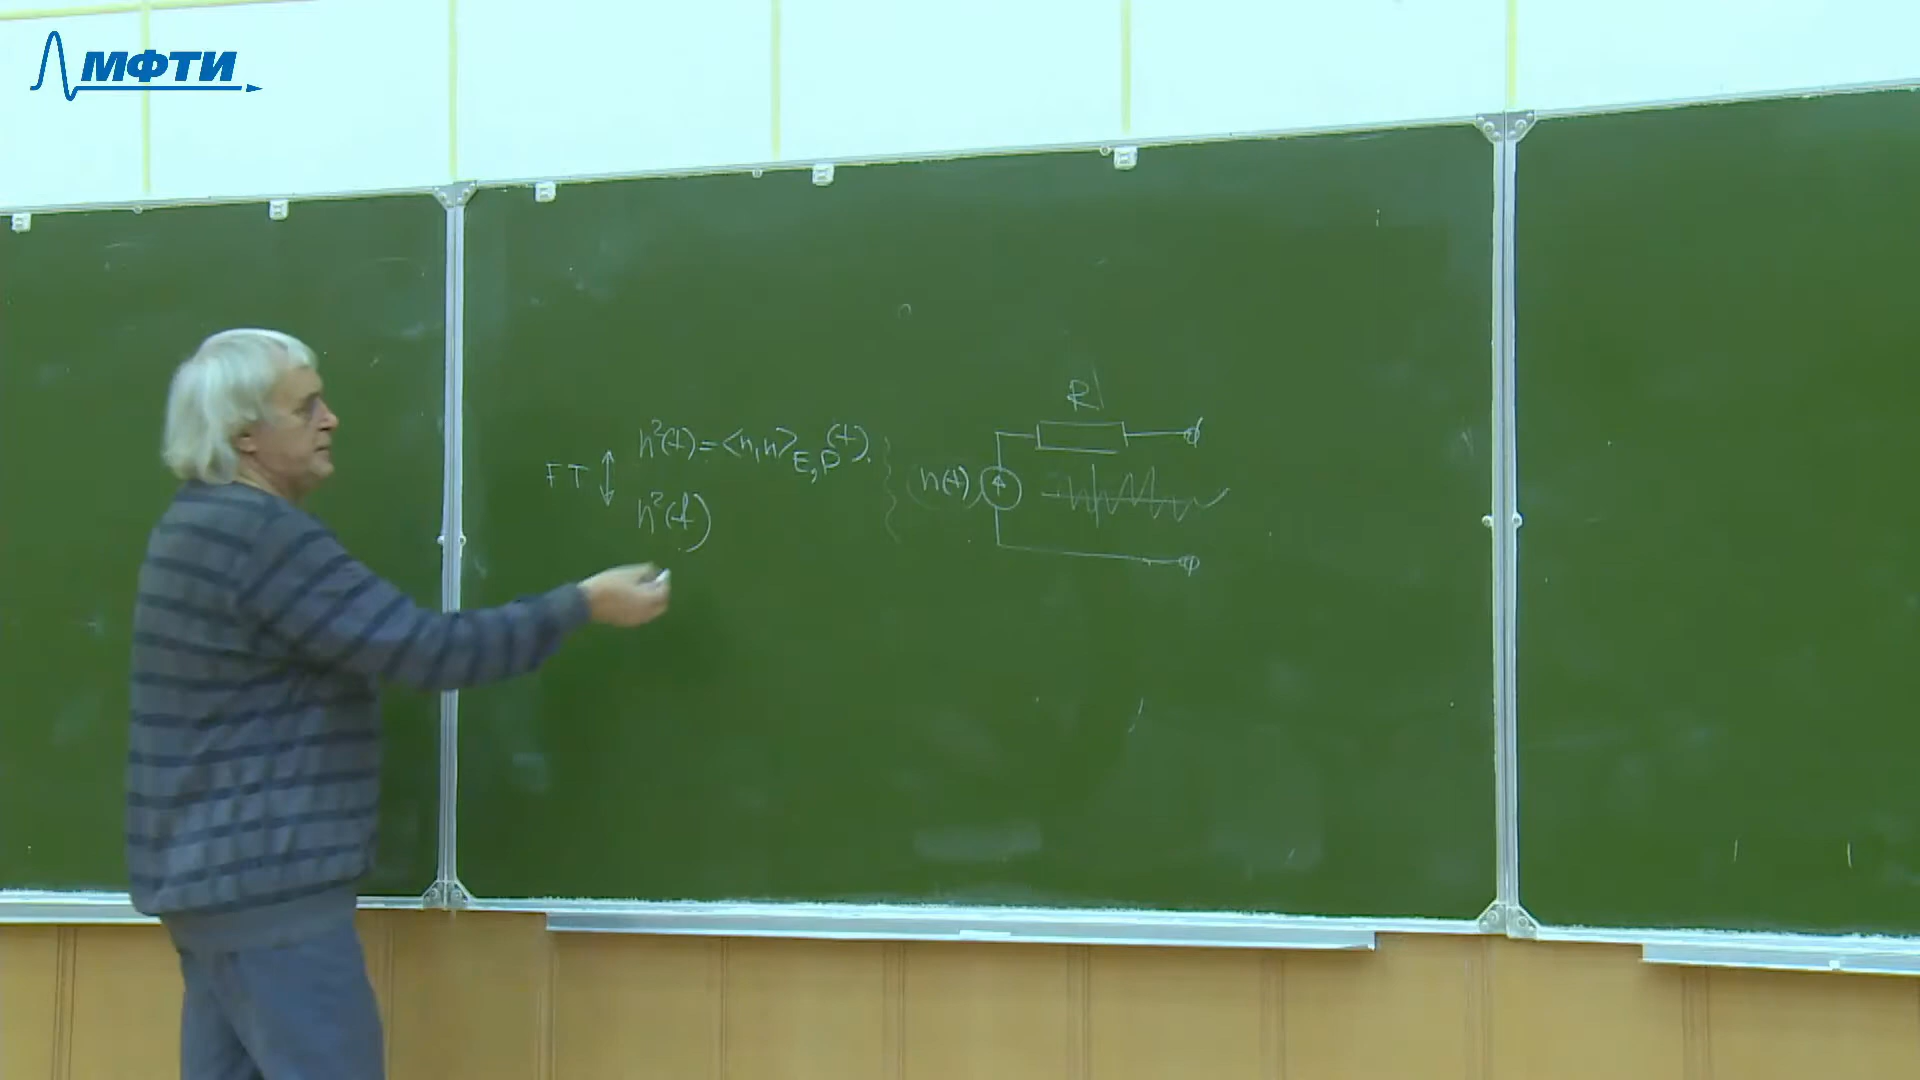 МФТИ
R
n²(t) = <n,n>E,P(t).
n(t)
FT
n²(f)